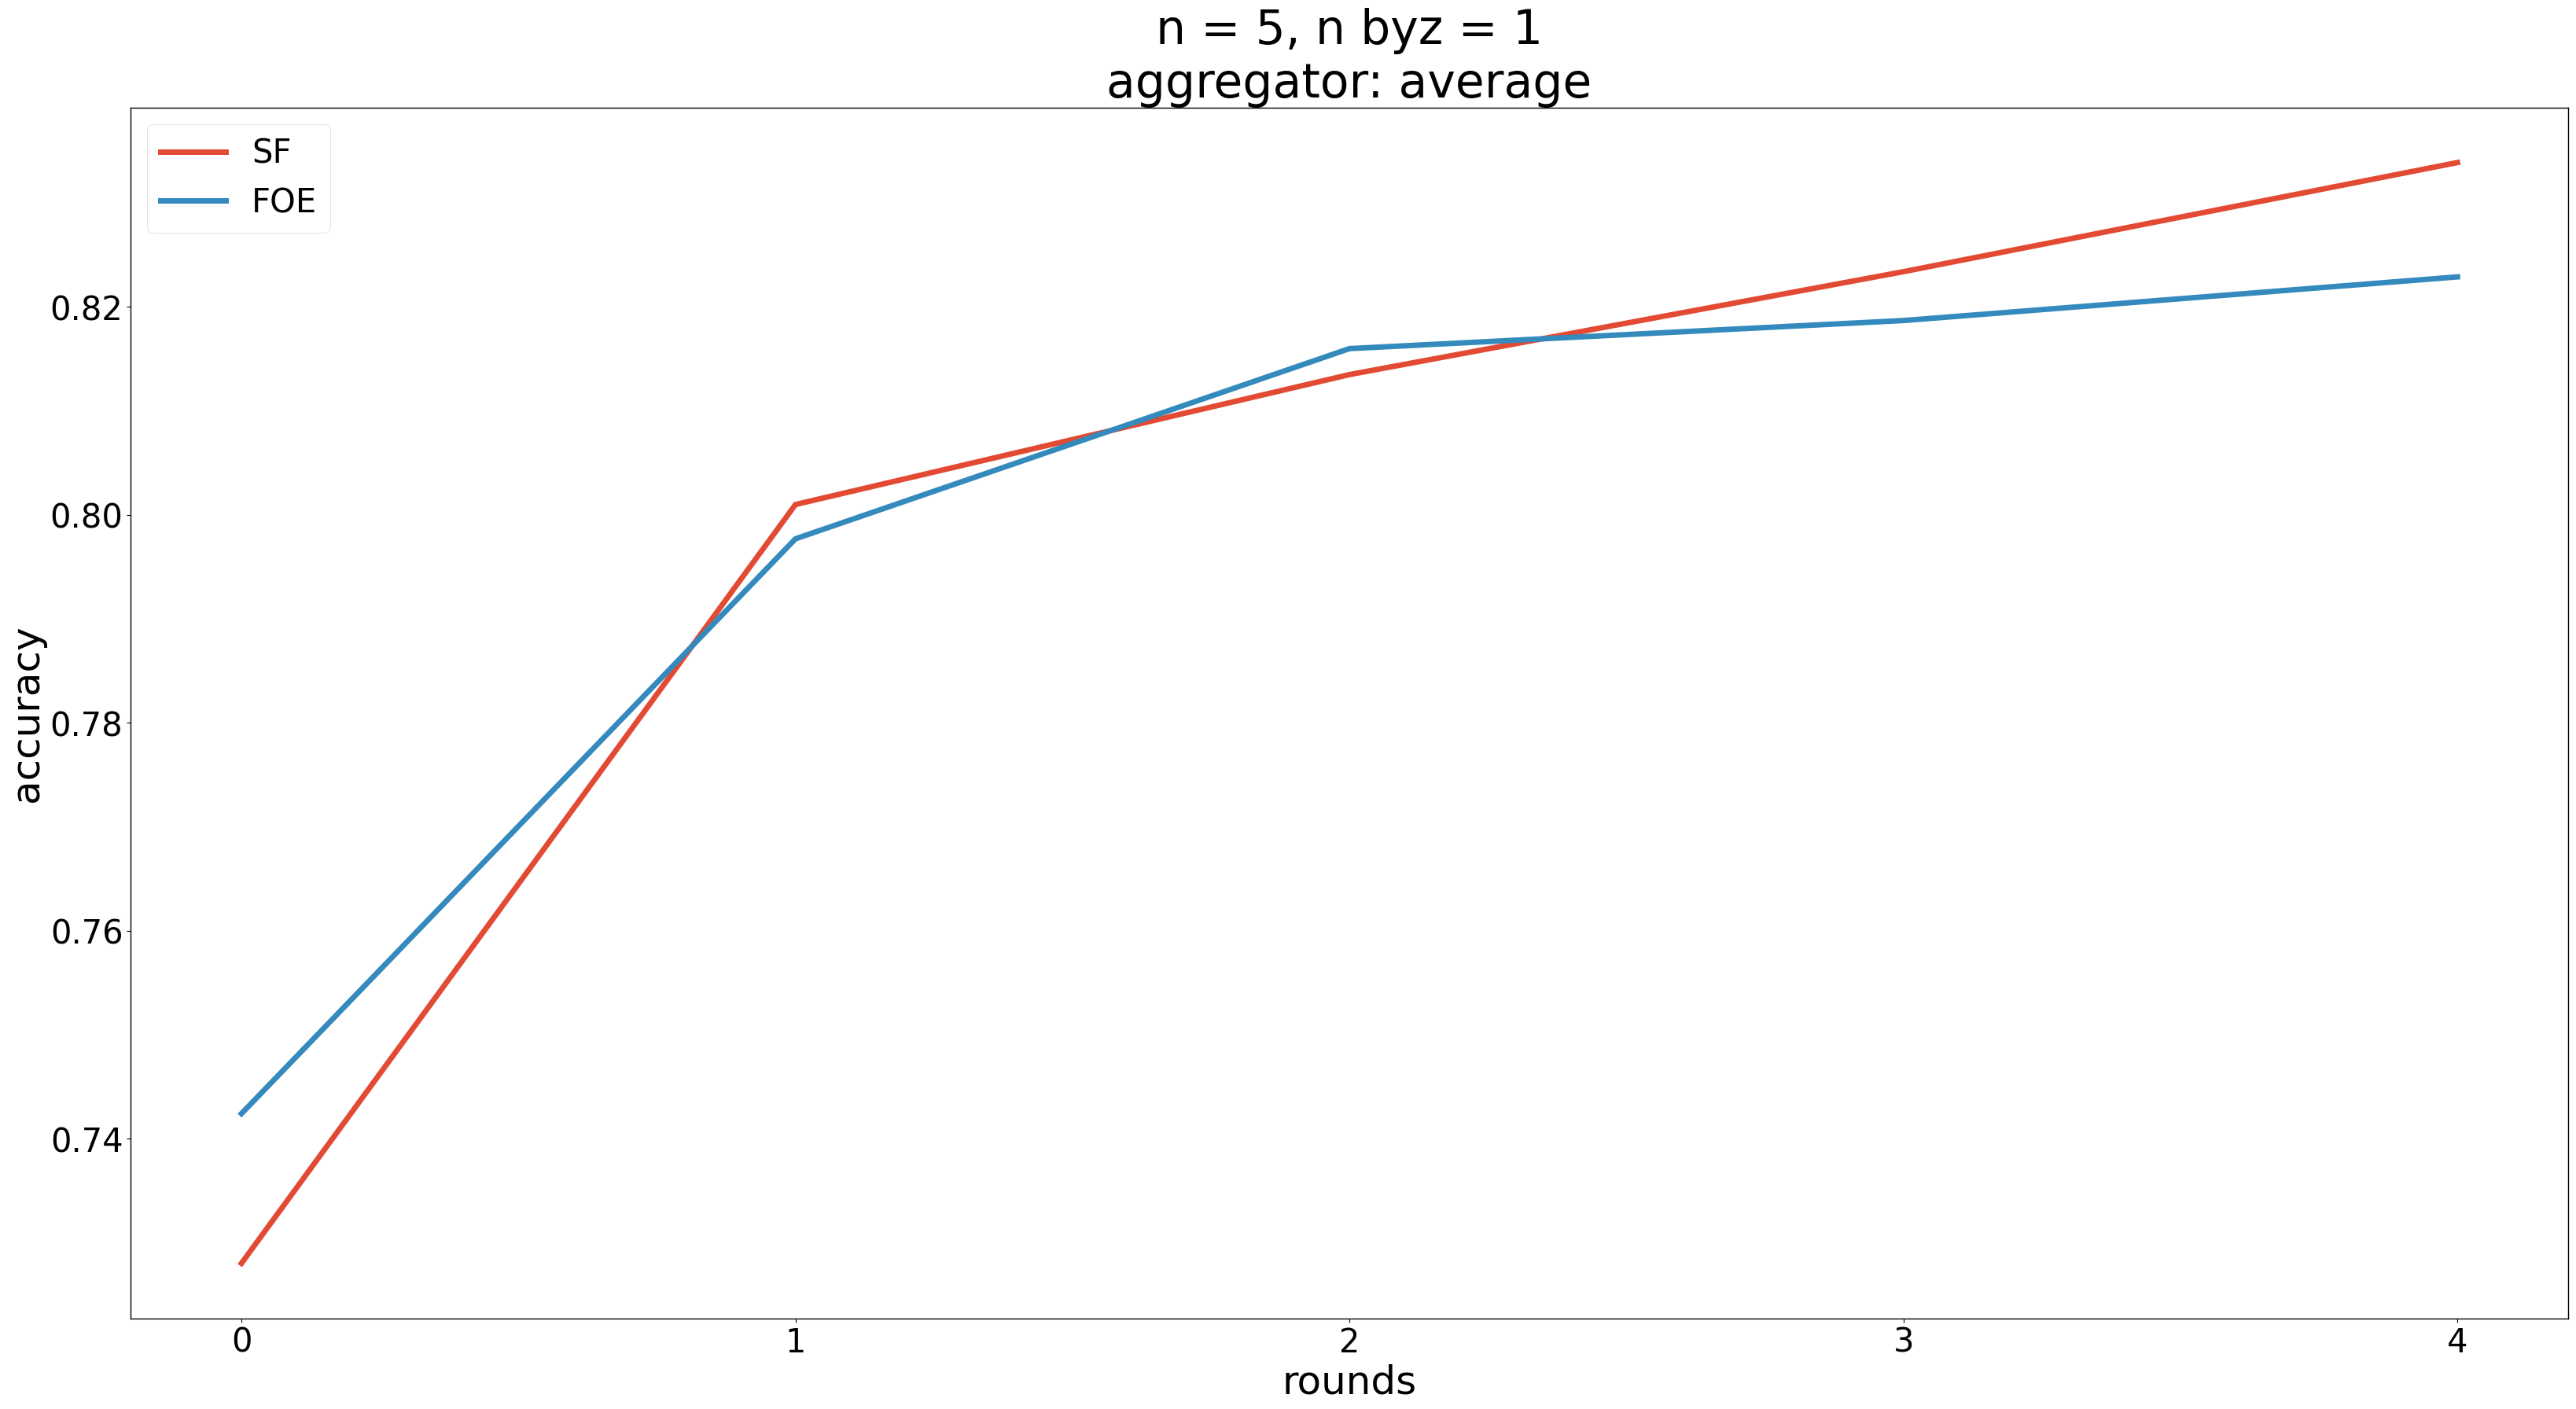 n = 5, n byz = 1
aggregator: average
SF
FOE
accuracy
0.82
0.80
0.78
0.76
0.74
0 1 2 3 4
rounds